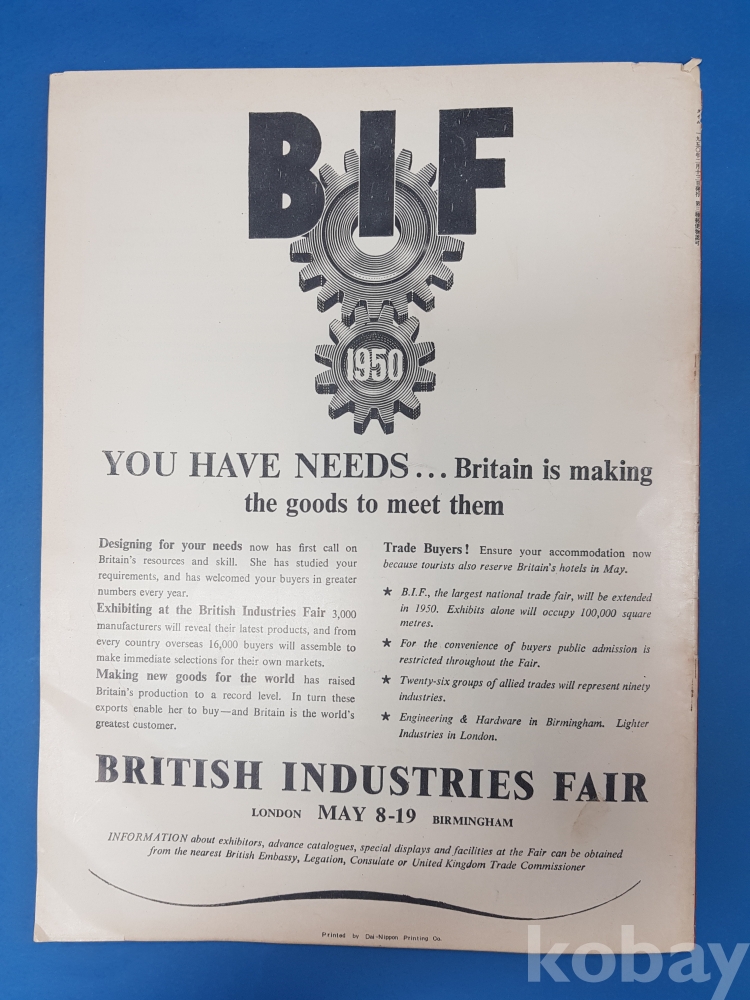 BIF
1950
YOU HAVE NEEDS... Britain is making
the goods to meet them
Designing for your needs now has first call on
Britain's resources and skill. She has studied your
requirements, and has welcomed your buyers in greater
numbers every year.
Exhibiting at the British Industries Fair 3,000
manufacturers will reveal their latest products, and from
every country overseas 16,000 buyers will assemble to
make immediate selections for their own markets.
Making new goods for the world has raised
Britain's production to a record level. In turn these
exports enable her to buy—and Britain is the world's
greatest customer.
Trade Buyers! Ensure your accommodation now
because tourists also reserve Britain's hotels in May.
★ B.I.F., the largest national trade fair, will be extended
in 1950. Exhibits alone will occupy 100,000 square
metres.
★ For the convenience of buyers public admission is
restricted throughout the Fair.
★ Twenty-six groups of allied trades will represent ninety
industries.
★ Engineering & Hardware in Birmingham. Lighter
Industries in London.
BRITISH INDUSTRIES FAIR
LONDON MAY 8-19 BIRMINGHAM
INFORMATION about exhibitors, advance catalogues, special displays and facilities at the Fair can be obtained
from the nearest British Embassy, Legation, Consulate or United Kingdom Trade Commissioner
Printed by Dai-Nippon Printing Co.
kobay